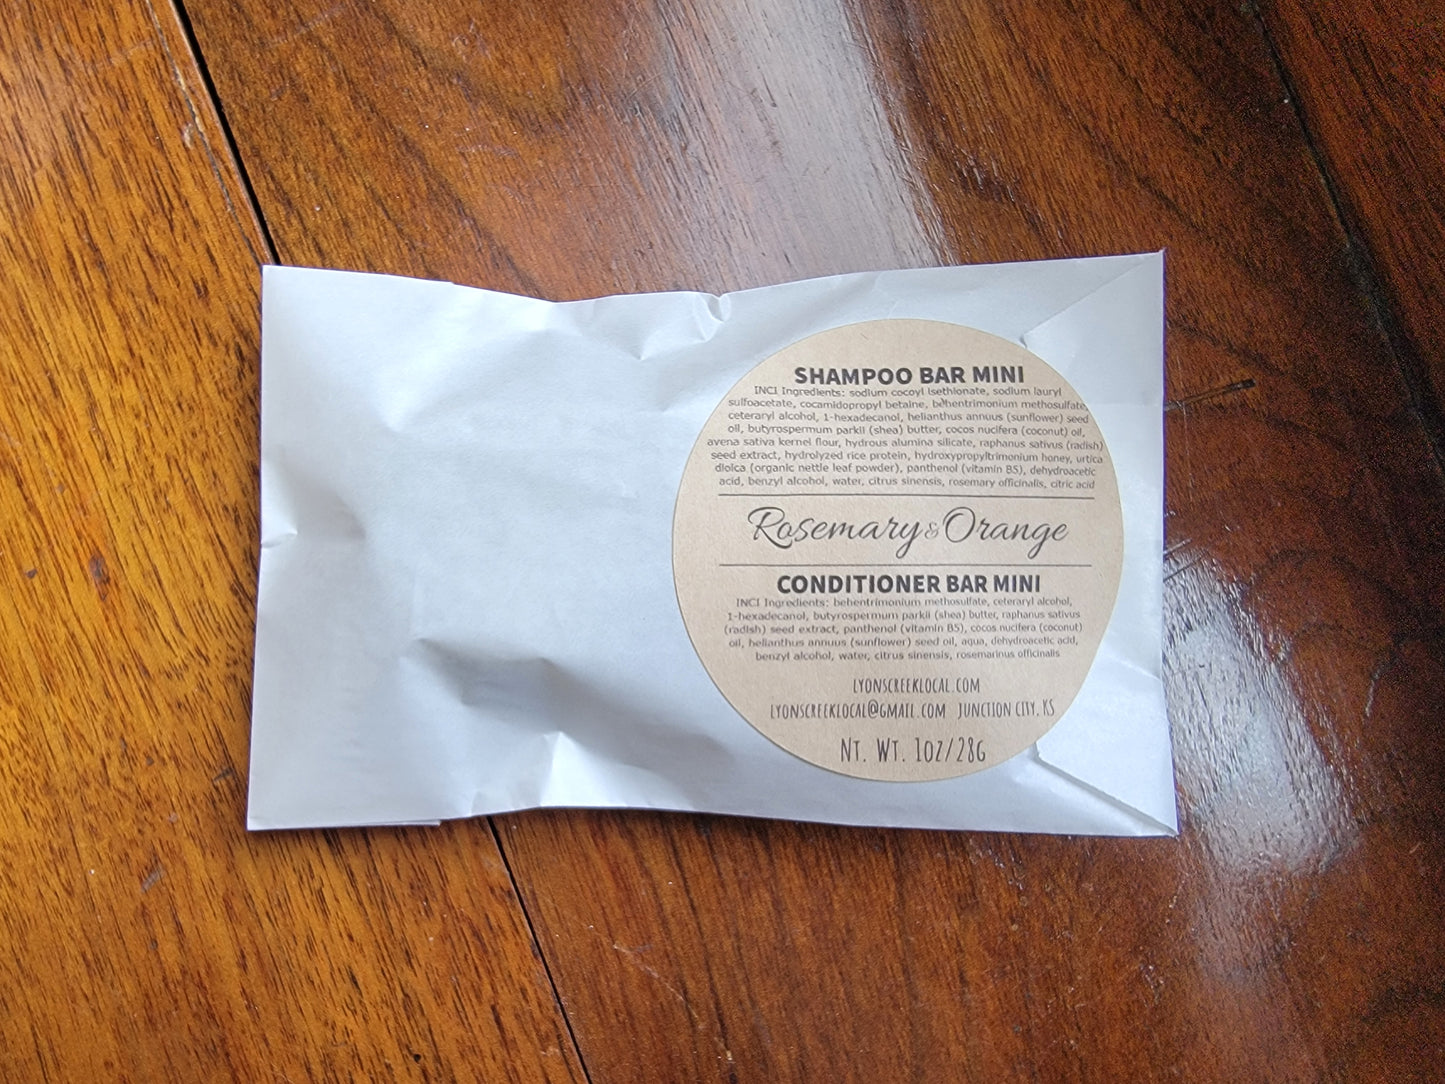 SHAMPOO BAR MINI
INCI Ingredients: sodium cocoyl isethionate, sodium lauryl
sulfoacetate, cocamidopropyl betaine, behentrimonium methosulfate,
ceteraryl alcohol, 1-hexadecanol, helianthus annuus (sunflower) seed
oil, butyrospermum parkii (shea) butter, cocos nucifera (coconut) oil,
avena sativa kernel flour, hydrous alumina silicate, raphanus sativus (radish)
seed extract, hydrolyzed rice protein, hydroxypropyltrimonium honey, urtica
dioica (organic nettle leaf powder), panthenol (vitamin B5), dehydroacetic
acid, benzyl alcohol, water, citrus sinensis, rosemary officinalis, citric acid
Rosemary & Orange
CONDITIONER BAR MINI
INCI Ingredients: behentrimonium methosulfate, ceteraryl alcohol,
1-hexadecanol, butyrospermum parkii (shea) butter, raphanus sativus
(radish) seed extract, panthenol (vitamin B5), cocos nucifera (coconut)
oil, helianthus annuus (sunflower) seed oil, aqua, dehydroacetic acid,
benzyl alcohol, water, citrus sinensis, rosemarinus officinalis
LYONSCREEKLOCAL.COM
LYONSCREEKLOCAL@GMAIL.COM JUNCTION CITY, KS
NT. WT. 1OZ/28G